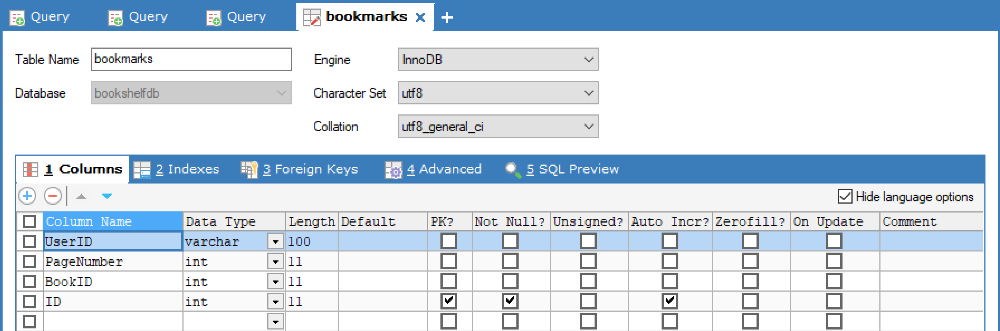 Query Query Query bookmarks
Table Name bookmarks Engine InnoDB
Database bookshelfdb Character Set utf8
Collation utf8_general_ci
1 Columns 2 Indexes 3 Foreign Keys 4 Advanced 5 SQL Preview
Hide language options
Column Name Data Type Length Default PK? Not Null? Unsigned? Auto Incr? Zerofill? On Update Comment
UserID varchar 100
PageNumber int 11
BookID int 11
ID int 11